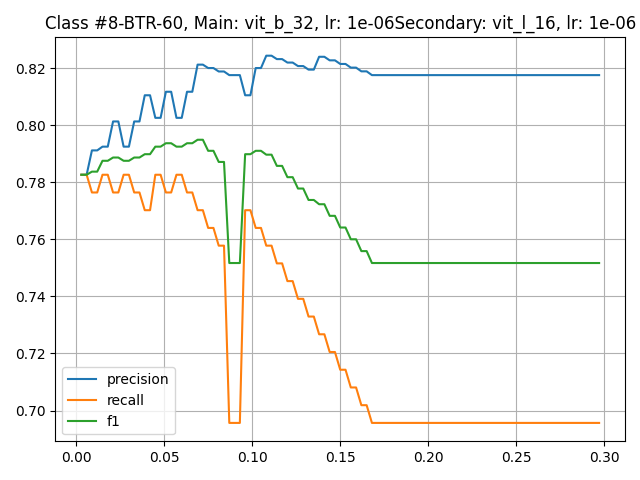 Class #8-BTR-60, Main: vit_b_32, lr: 1e-06Secondary: vit_l_16, lr: 1e-06
0.82
0.80
0.78
0.76
0.74
0.72
0.70
precision
recall
f1
0.00 0.05 0.10 0.15 0.20 0.25 0.30